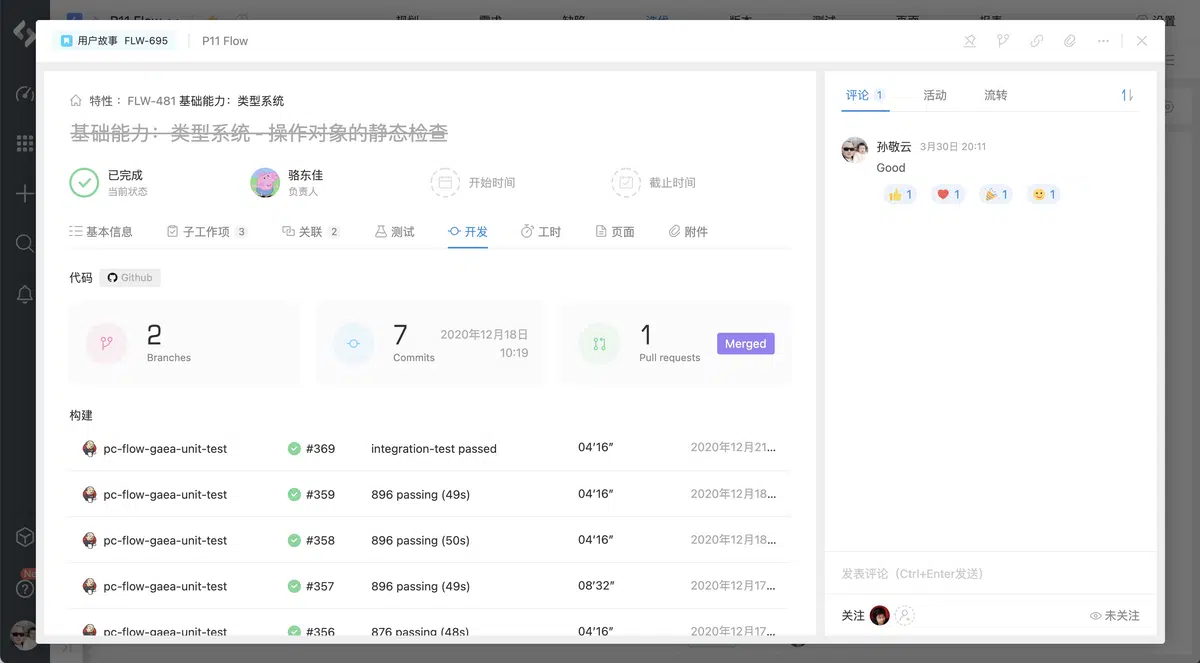 用户故事 FLW-695 P11 Flow
特性： FLW-481 基础能力：类型系统
基础能力：类型系统 - 操作对象的静态检查
已完成
当前状态
骆东佳
负责人
开始时间
截止时间
基本信息 子工作项 3 关联 2 测试 开发 工时 页面 附件
代码 Github
2
Branches
7
Commits
2020年12月18日
10:19
1
Pull requests
Merged
构建
pc-flow-gaea-unit-test #369 integration-test passed 04′16″ 2020年12月21...
pc-flow-gaea-unit-test #359 896 passing (49s) 04′16″ 2020年12月18...
pc-flow-gaea-unit-test #358 896 passing (50s) 04′16″ 2020年12月18...
pc-flow-gaea-unit-test #357 896 passing (49s) 08′32″ 2020年12月17...
pc-flow-gaea-unit-test #356 876 passing (48s) 04′16″ 2020年12月17...
评论 1 活动 流转
孙敬云 3月30日 20:11
Good
1 1 1 1
发表评论（Ctrl+Enter发送）
关注 未关注